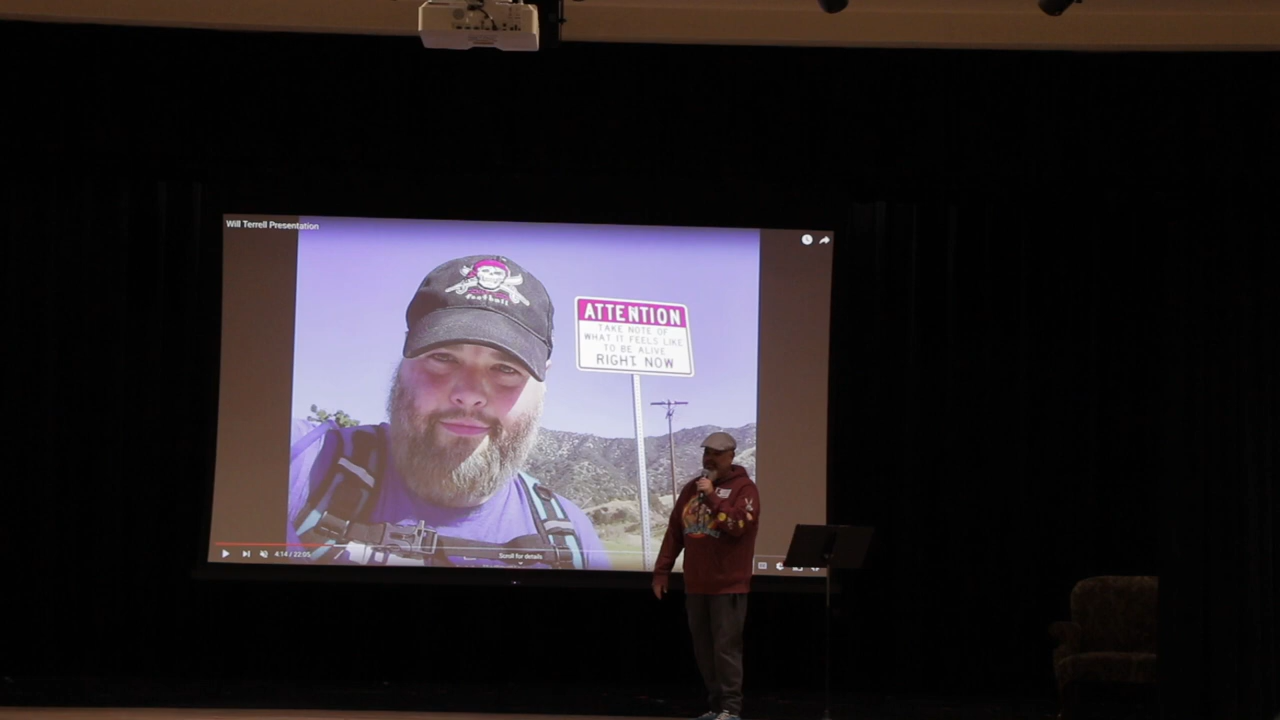 Will Terrell Presentation
football
ATTENTION
TAKE NOTE OF
WHAT IT FEELS LIKE
TO BE ALIVE
RIGHT NOW
4:14 / 22:05
Scroll for details